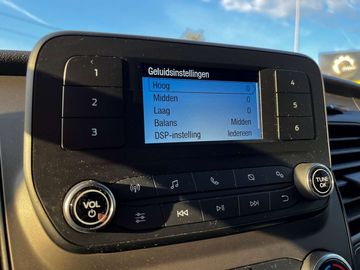 Geluidsinstellingen
Hoog 0
Midden 0
Laag 0
Balans Midden
DSP-instelling Iedereen
1
2
3
4
5
6
VOL
TUNE
OK